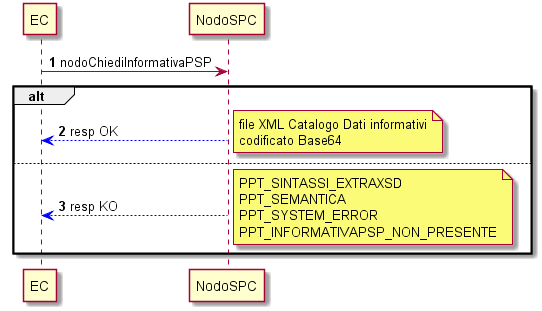 EC
NodoSPC
1 nodoChiediInformativaPSP
alt
2 resp OK
file XML Catalogo Dati informativi
codificato Base64
3 resp KO
PPT_SINTASSI_EXTRAXSD
PPT_SEMANTICA
PPT_SYSTEM_ERROR
PPT_INFORMATIVAPSP_NON_PRESENTE
EC
NodoSPC